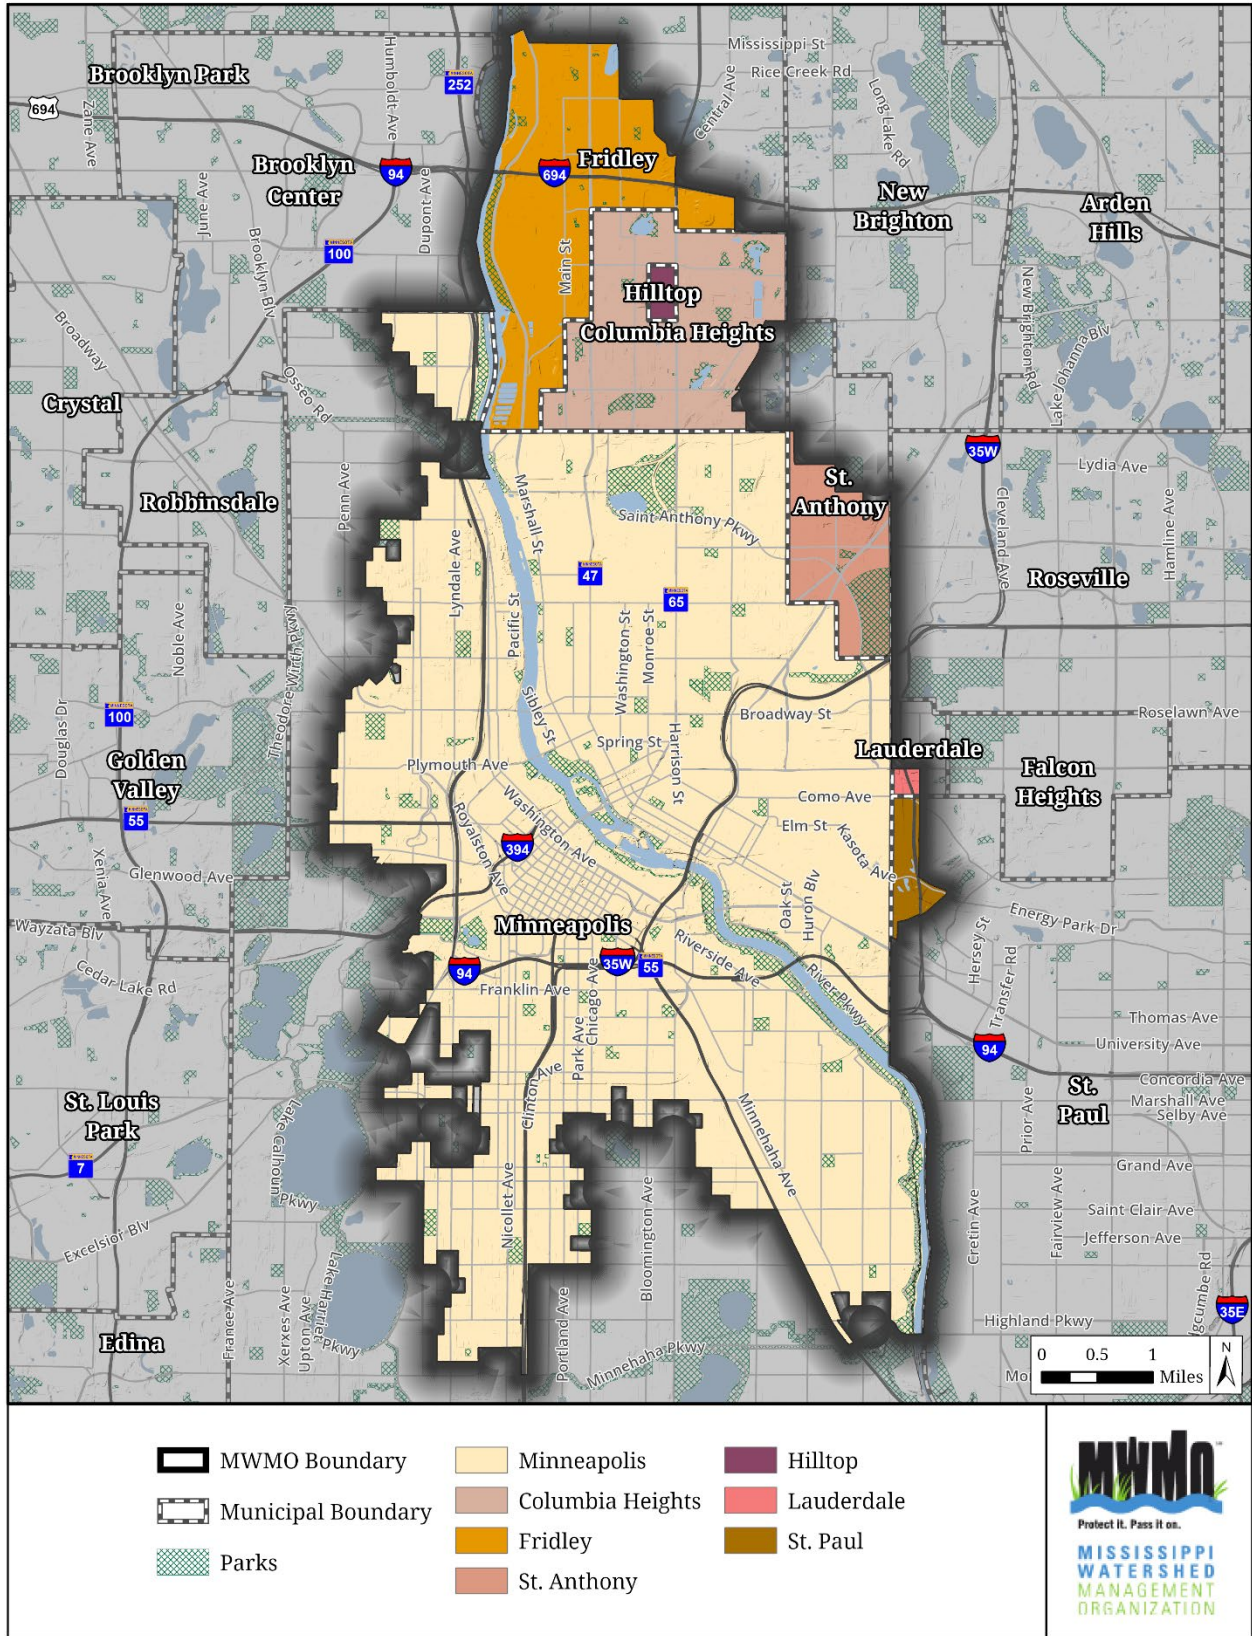 Mississippi St
Rice Creek Rd
Brooklyn Park
Humboldt Ave
252
Central Ave
Long Lake Rd
694
Zane Ave
Brooklyn
Center
94
Dupont Ave
694
Fridley
New
Brighton
Arden
Hills
June Ave
Brooklyn Blv
100
Main St
Hilltop
Columbia Heights
New Brighton Rd
Lake Johanna Blv
Broadway
Osseo Rd
Crystal
35W
Lydia Ave
Robbinsdale
Penn Ave
Marshall St
Saint Anthony Pkwy
St.
Anthony
Cleveland Ave
Hamline Ave
Lyndale Ave
47
65
Roseville
Noble Ave
Theodore Wirth Pkwy
Pacific St
Washington St
Monroe St
100
Douglas Dr
Sibley St
Broadway St
Roselawn Ave
Spring St
Harrison St
Lauderdale
Golden
Valley
Plymouth Ave
Falcon
Heights
Como Ave
55
Washington Ave
Royalston Ave
394
Elm St
Kasota Ave
Xenia Ave
Glenwood Ave
Oak St
Huron Blv
Minneapolis
Energy Park Dr
Wayzata Blv
Cedar Lake Rd
94
35W
55
Riverside Ave
River Pkwy
Hersey St
Transfer Rd
Franklin Ave
Park Ave
Chicago Ave
Clinton Ave
Thomas Ave
University Ave
94
St. Louis
Park
St.
Paul
Concordia Ave
Marshall Ave
Selby Ave
Lake Calhoun Pkwy
Minnehaha Ave
Prior Ave
7
Grand Ave
Nicollet Ave
Bloomington Ave
Cretin Ave
Fairview Ave
Saint Clair Ave
Jefferson Ave
Excelsior Blv
Lake Harriet Pkwy
France Ave
Xerxes Ave
Upton Ave
Portland Ave
Minnehaha Pkwy
Edina
Highland Pkwy
35E
0 0.5 1
Miles
N
MWMO Boundary
Municipal Boundary
Parks
Minneapolis
Columbia Heights
Fridley
St. Anthony
Hilltop
Lauderdale
St. Paul
MWMO
Protect it. Pass it on.
MISSISSIPPI
WATERSHED
MANAGEMENT
ORGANIZATION